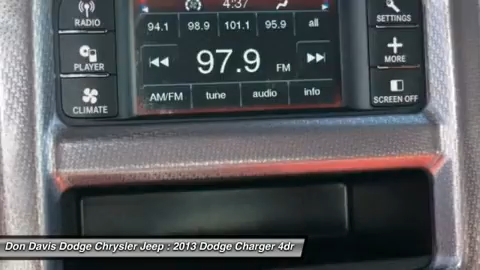 4:37
RADIO
94.1 98.9 101.1 95.9 all
SETTINGS
97.9 FM
PLAYER
MORE
AM/FM tune audio info
CLIMATE
SCREEN OFF
Don Davis Dodge Chrysler Jeep : 2013 Dodge Charger 4dr